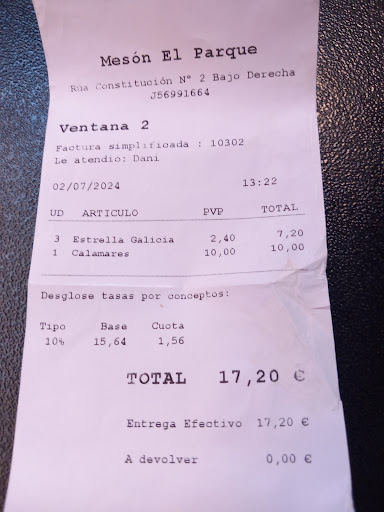 Mesón El Parque
Rúa Constitución Nº 2 Bajo Derecha
J56991664
Ventana 2
Factura simplificada : 10302
Le atendio: Dani
02/07/2024 13:22
UD ARTICULO PVP TOTAL
3 Estrella Galicia 2,40 7,20
1 Calamares 10,00 10,00
Desglose tasas por conceptos:
Tipo Base Cuota
10% 15,64 1,56
TOTAL 17,20 €
Entrega Efectivo 17,20 €
A devolver 0,00 €